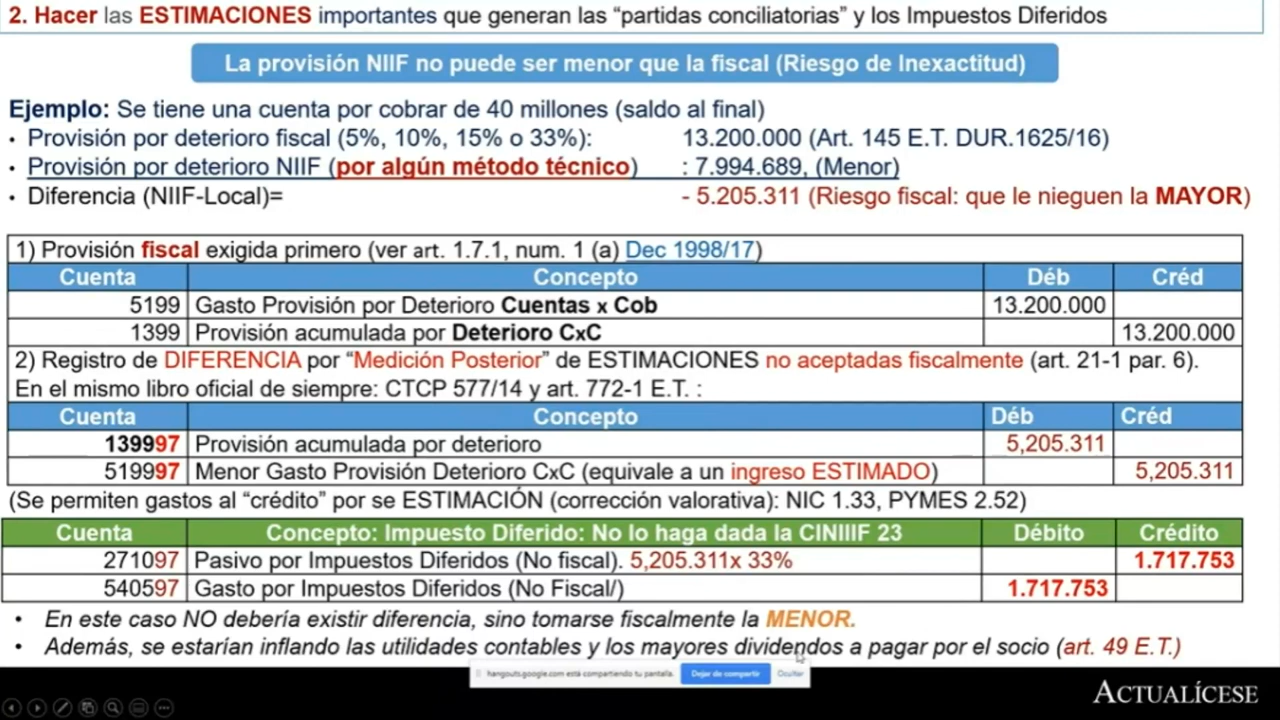 2. Hacer las ESTIMACIONES importantes que generan las “partidas conciliatorias” y los Impuestos Diferidos
La provisión NIIF no puede ser menor que la fiscal (Riesgo de Inexactitud)
Ejemplo: Se tiene una cuenta por cobrar de 40 millones (saldo al final)
• Provisión por deterioro fiscal (5%, 10%, 15% o 33%): 13.200.000 (Art. 145 E.T. DUR.1625/16)
• Provisión por deterioro NIIF (por algún método técnico) : 7.994.689, (Menor)
• Diferencia (NIIF-Local)= - 5.205.311 (Riesgo fiscal: que le nieguen la MAYOR)
1) Provisión fiscal exigida primero (ver art. 1.7.1, num. 1 (a) Dec 1998/17)
Cuenta Concepto Déb Créd
5199 Gasto Provisión por Deterioro Cuentas x Cob 13.200.000
1399 Provisión acumulada por Deterioro CxC 13.200.000
2) Registro de DIFERENCIA por “Medición Posterior” de ESTIMACIONES no aceptadas fiscalmente (art. 21-1 par. 6).
En el mismo libro oficial de siempre: CTCP 577/14 y art. 772-1 E.T. :
Cuenta Concepto Déb Créd
139997 Provisión acumulada por deterioro 5,205.311
519997 Menor Gasto Provisión Deterioro CxC (equivale a un ingreso ESTIMADO) 5,205.311
(Se permiten gastos al “crédito” por se ESTIMACIÓN (corrección valorativa): NIC 1.33, PYMES 2.52)
Cuenta Concepto: Impuesto Diferido: No lo haga dada la CINIIIF 23 Débito Crédito
271097 Pasivo por Impuestos Diferidos (No fiscal). 5,205.311x 33% 1.717.753
540597 Gasto por Impuestos Diferidos (No Fiscal/) 1.717.753
• En este caso NO debería existir diferencia, sino tomarse fiscalmente la MENOR.
• Además, se estarían inflando las utilidades contables y los mayores dividendos a pagar por el socio (art. 49 E.T.)
hangouts.google.com está compartiendo tu pantalla. Dejar de compartir Ocultar
ACTUALÍCESE